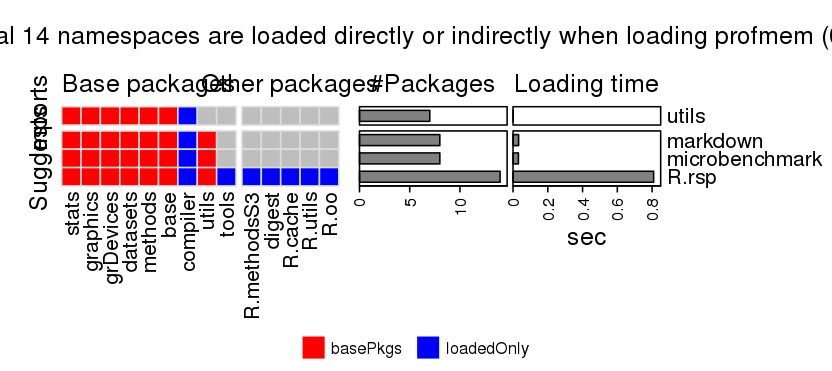 al 14 namespaces are loaded directly or indirectly when loading profmem (
Base packages
Other packages
#Packages
Loading time
Imports
Suggests
utils
markdown
microbenchmark
R.rsp
stats
graphics
grDevices
datasets
methods
base
compiler
utils
tools
R.methodsS3
digest
R.cache
R.utils
R.oo
0
5
10
0
0.2
0.4
0.6
0.8
sec
basePkgs
loadedOnly